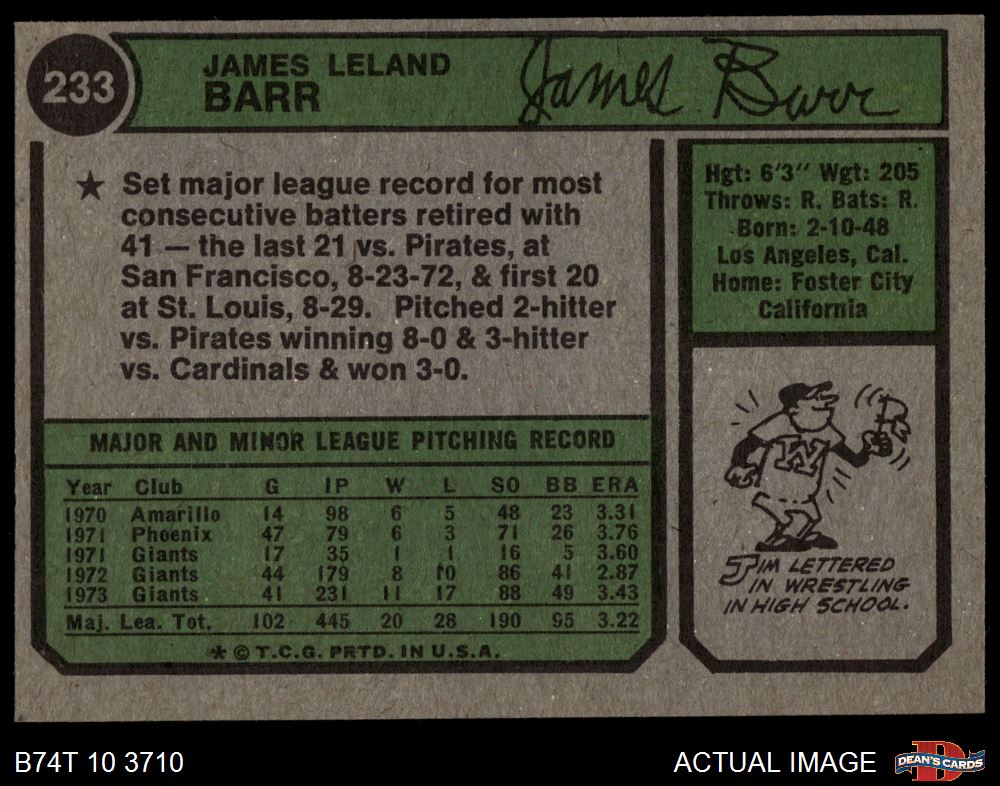 233
JAMES LELAND
BARR
James Barr
★ Set major league record for most
consecutive batters retired with
41 — the last 21 vs. Pirates, at
San Francisco, 8-23-72, & first 20
at St. Louis, 8-29. Pitched 2-hitter
vs. Pirates winning 8-0 & 3-hitter
vs. Cardinals & won 3-0.
Hgt: 6'3" Wgt: 205
Throws: R. Bats: R.
Born: 2-10-48
Los Angeles, Cal.
Home: Foster City
California
MAJOR AND MINOR LEAGUE PITCHING RECORD
Year Club G IP W L SO BB ERA
1970 Amarillo 14 98 6 5 48 23 3.31
1971 Phoenix 47 79 6 3 71 26 3.76
1971 Giants 17 35 1 1 16 5 3.60
1972 Giants 44 179 8 10 86 41 2.87
1973 Giants 41 231 11 17 88 49 3.43
Maj. Lea. Tot. 102 445 20 28 190 95 3.22
* © T.C.G. PRTD. IN U.S.A.
W
JIM LETTERED
IN WRESTLING
IN HIGH SCHOOL.
B74T 10 3710
ACTUAL IMAGE
D
DEAN'S CARDS